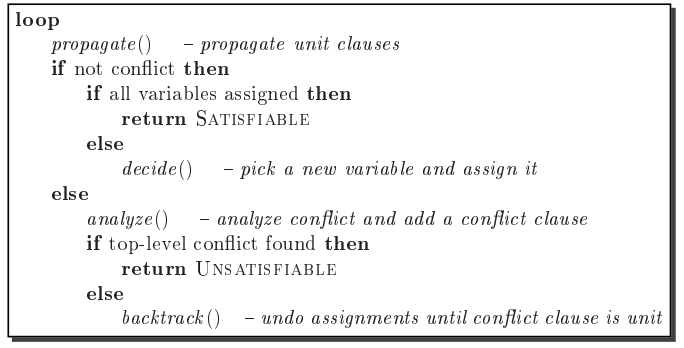 loop
propagate() – propagate unit clauses
if not conflict then
if all variables assigned then
return SATISFIABLE
else
decide() – pick a new variable and assign it
else
analyze() – analyze conflict and add a conflict clause
if top-level conflict found then
return UNSATISFIABLE
else
backtrack() – undo assignments until conflict clause is unit